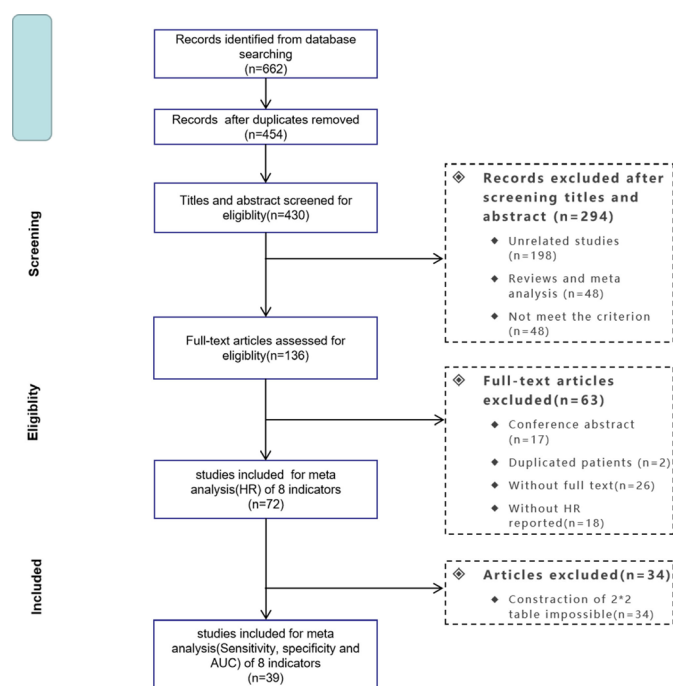 Records identified from database
searching
(n=662)
Records after duplicates removed
(n=454)
Titles and abstract screened for
eligiblity(n=430)
Records excluded after
screening titles and
abstract (n=294)
Unrelated studies
(n=198)
Reviews and meta
analysis (n=48)
Not meet the criterion
(n=48)
Screening
Full-text articles assessed for
eligiblity(n=136)
Full-text articles
excluded(n=63)
Conference abstract
(n=17)
Duplicated patients (n=2)
Without full text(n=26)
Without HR
reported(n=18)
Eligiblity
studies included for meta
analysis(HR) of 8 indicators
(n=72)
Articles excluded(n=34)
Constraction of 2*2
table impossible(n=34)
Included
studies included for meta
analysis(Sensitivity, specificity and
AUC) of 8 indicators
(n=39)